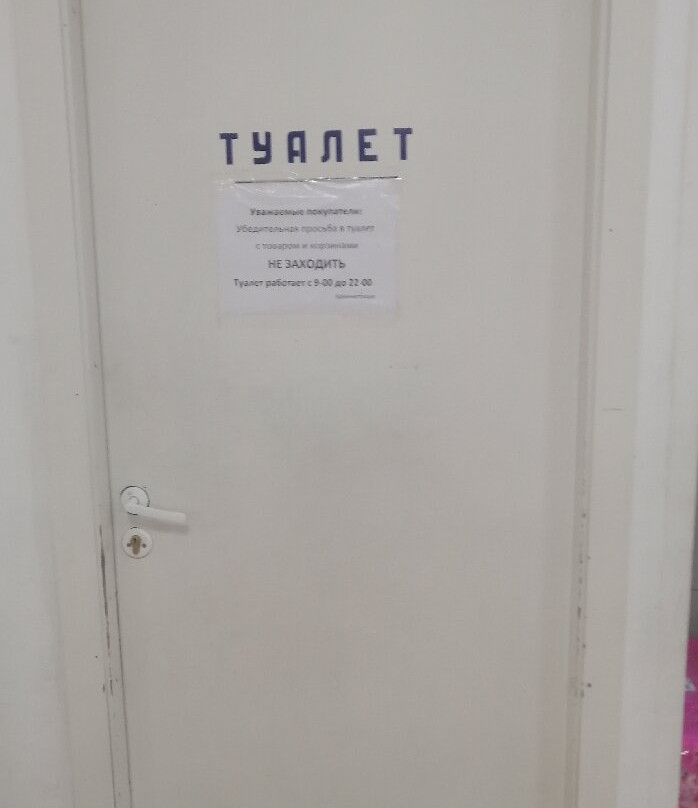 ТУАЛЕТ
Уважаемые покупатели!
Убедительная просьба в туалет
с товаром и корзинами
НЕ ЗАХОДИТЬ
Туалет работает с 9-00 до 22-00